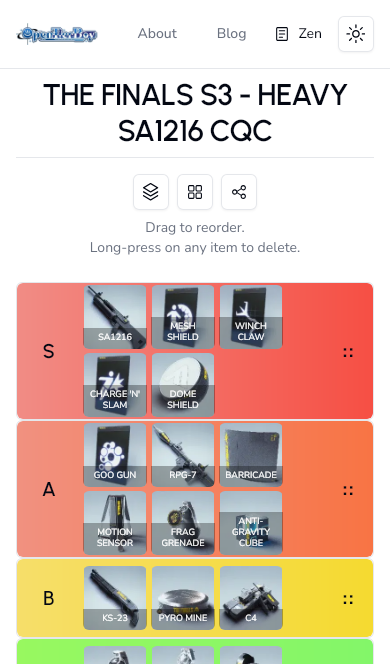 OpenTierBoy
About
Blog
Zen
THE FINALS S3 - HEAVY
SA1216 CQC
Drag to reorder.
Long-press on any item to delete.
S
SA1216
MESH
SHIELD
WINCH
CLAW
CHARGE 'N'
SLAM
DOME
SHIELD
A
GOO GUN
RPG-7
BARRICADE
MOTION
SENSOR
FRAG
GRENADE
ANTI-
GRAVITY
CUBE
B
KS-23
PYRO MINE
C4